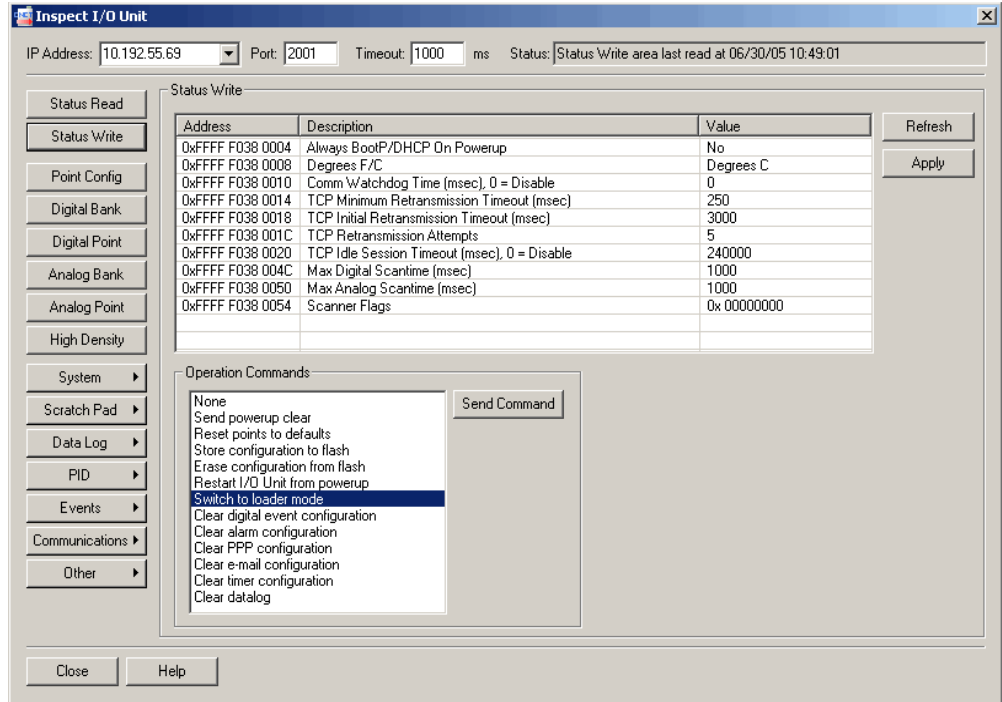 Inspect I/O Unit
IP Address: 10.192.55.69 Port: 2001 Timeout: 1000 ms Status: Status Write area last read at 06/30/05 10:49:01
Status Read
Status Write
Point Config
Digital Bank
Digital Point
Analog Bank
Analog Point
High Density
System
Scratch Pad
Data Log
PID
Events
Communications
Other
Status Write
Address Description Value
0xFFFF F038 0004 Always BootP/DHCP On Powerup No
0xFFFF F038 0008 Degrees F/C Degrees C
0xFFFF F038 0010 Comm Watchdog Time (msec), 0 = Disable 0
0xFFFF F038 0014 TCP Minimum Retransmission Timeout (msec) 250
0xFFFF F038 0018 TCP Initial Retransmission Timeout (msec) 3000
0xFFFF F038 001C TCP Retransmission Attempts 5
0xFFFF F038 0020 TCP Idle Session Timeout (msec), 0 = Disable 240000
0xFFFF F038 004C Max Digital Scantime (msec) 1000
0xFFFF F038 0050 Max Analog Scantime (msec) 1000
0xFFFF F038 0054 Scanner Flags 0x 00000000
Refresh
Apply
Operation Commands
None
Send powerup clear
Reset points to defaults
Store configuration to flash
Erase configuration from flash
Restart I/O Unit from powerup
Switch to loader mode
Clear digital event configuration
Clear alarm configuration
Clear PPP configuration
Clear e-mail configuration
Clear timer configuration
Clear datalog
Send Command
Close Help